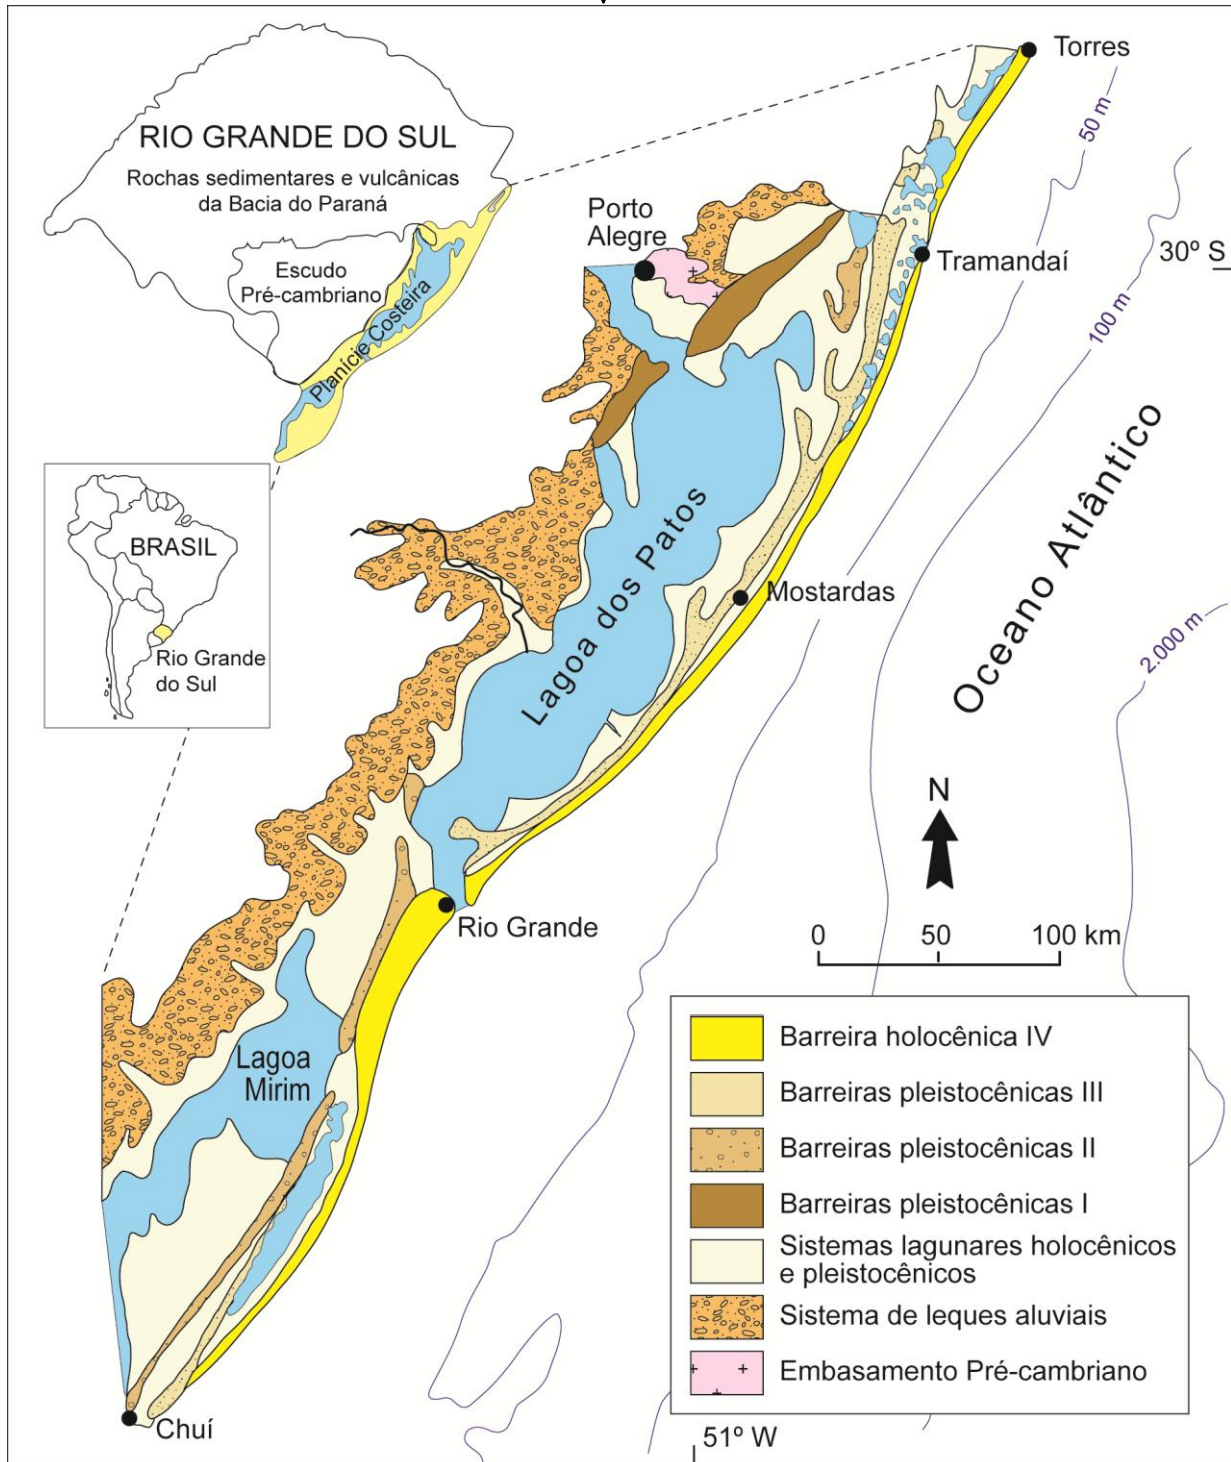 RIO GRANDE DO SUL
Rochas sedimentares e vulcânicas
da Bacia do Paraná
Escudo
Pré-cambriano
Planície Costeira
BRASIL
Rio Grande
do Sul
Torres
Porto
Alegre
Tramandaí
30º S
50 m
100 m
2.000 m
Oceano Atlântico
Lagoa dos Patos
Mostardas
N
Rio Grande
0 50 100 km
Lagoa
Mirim
Chuí
Barreira holocênica IV
Barreiras pleistocênicas III
Barreiras pleistocênicas II
Barreiras pleistocênicas I
Sistemas lagunares holocênicos
e pleistocênicos
Sistema de leques aluviais
Embasamento Pré-cambriano
51º W